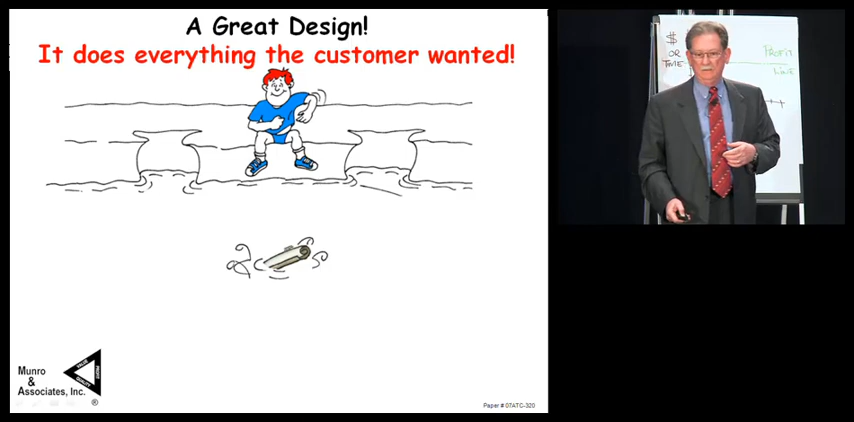 A Great Design!
It does everything the customer wanted!
Munro
&
Associates, Inc.
®
Paper # 07ATC-320
$
OR
TIME
PROFIT